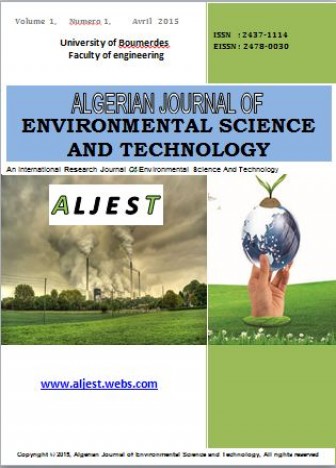 Volume 1, Numero 1, Avril 2015
University of Boumerdes
Faculty of engineering
ISSN : 2437-1114
EISSN: 2478-0030
ALGERIAN JOURNAL OF
ENVIRONMENTAL SCIENCE
AND TECHNOLOGY
An International Research Journal Of Environmental Science And Technology
ALJEST
www.aljest.webs.com
Copyright © 2015, Algerian Journal of Environmental Science and Technology, All rights reserved